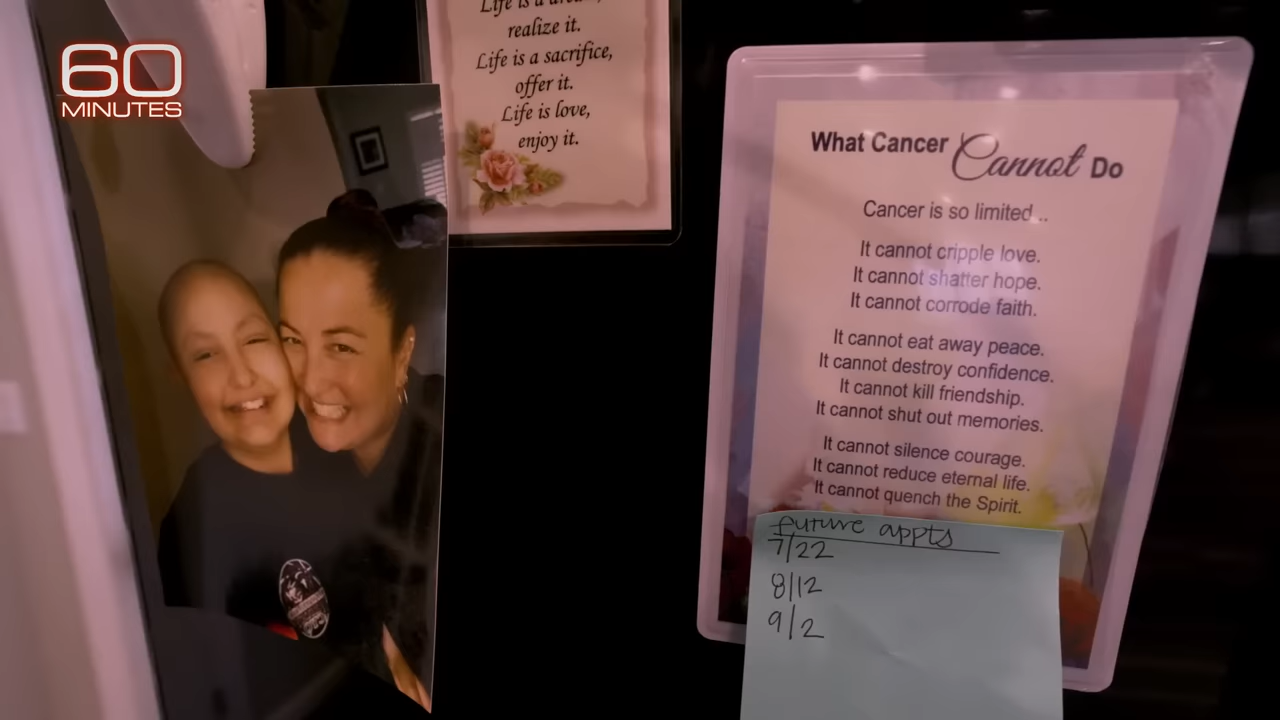 60
MINUTES
Life is a dream,
realize it.
Life is a sacrifice,
offer it.
Life is love,
enjoy it.
What Cancer Cannot Do
Cancer is so limited...
It cannot cripple love.
It cannot shatter hope.
It cannot corrode faith.
It cannot eat away peace.
It cannot destroy confidence.
It cannot kill friendship.
It cannot shut out memories.
It cannot silence courage.
It cannot reduce eternal life.
It cannot quench the Spirit.
future appts
7/22
8/12
9/2